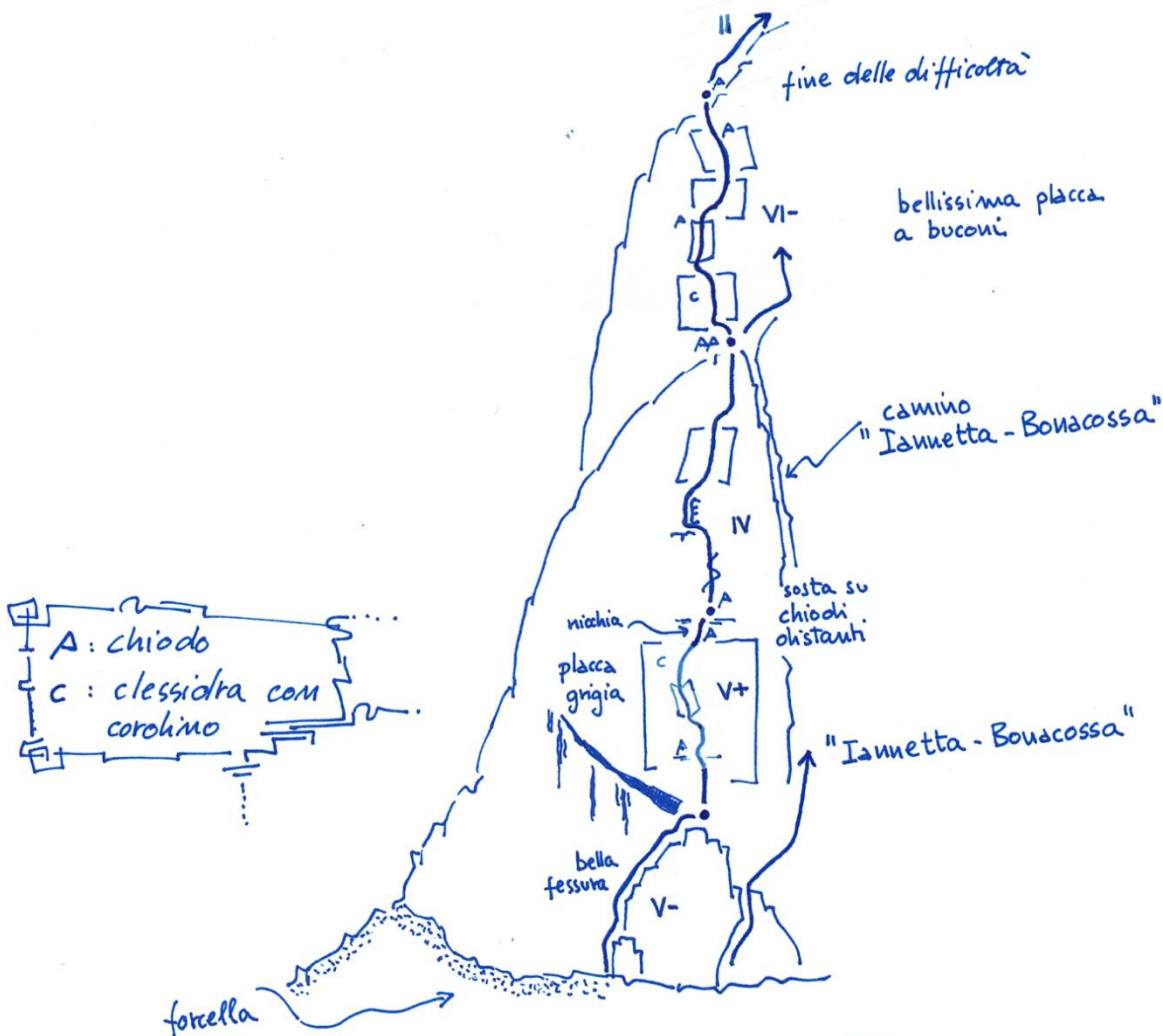 II
A
fine delle difficoltà
A
VI-
bellissima placca
a buconi
A
C
AA
camino
"Iannetta - Bonacossa"
IV
A
sosta su
chiodi
distanti
nicchia
A
placca
grigia
C
V+
A
"Iannetta - Bonacossa"
A : chiodo
C : clessidra con
cordino
bella
fessura
V-
forcella